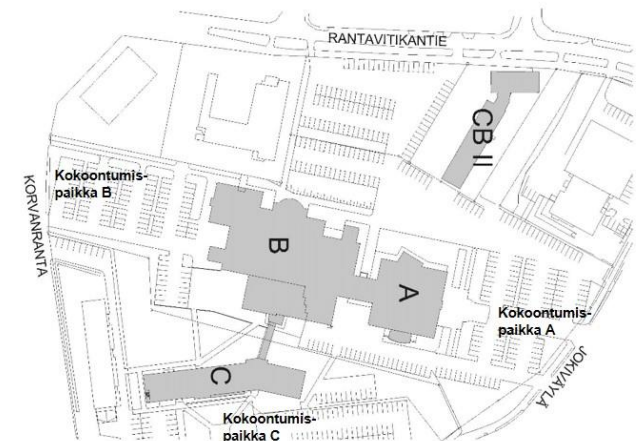 RANTAVITIKANTIE
CB II
Kokoontumis-
paikka B
KORVANRANTA
B
A
Kokoontumis-
paikka A
JOKIVÄYLÄ
C
Kokoontumis-
paikka C